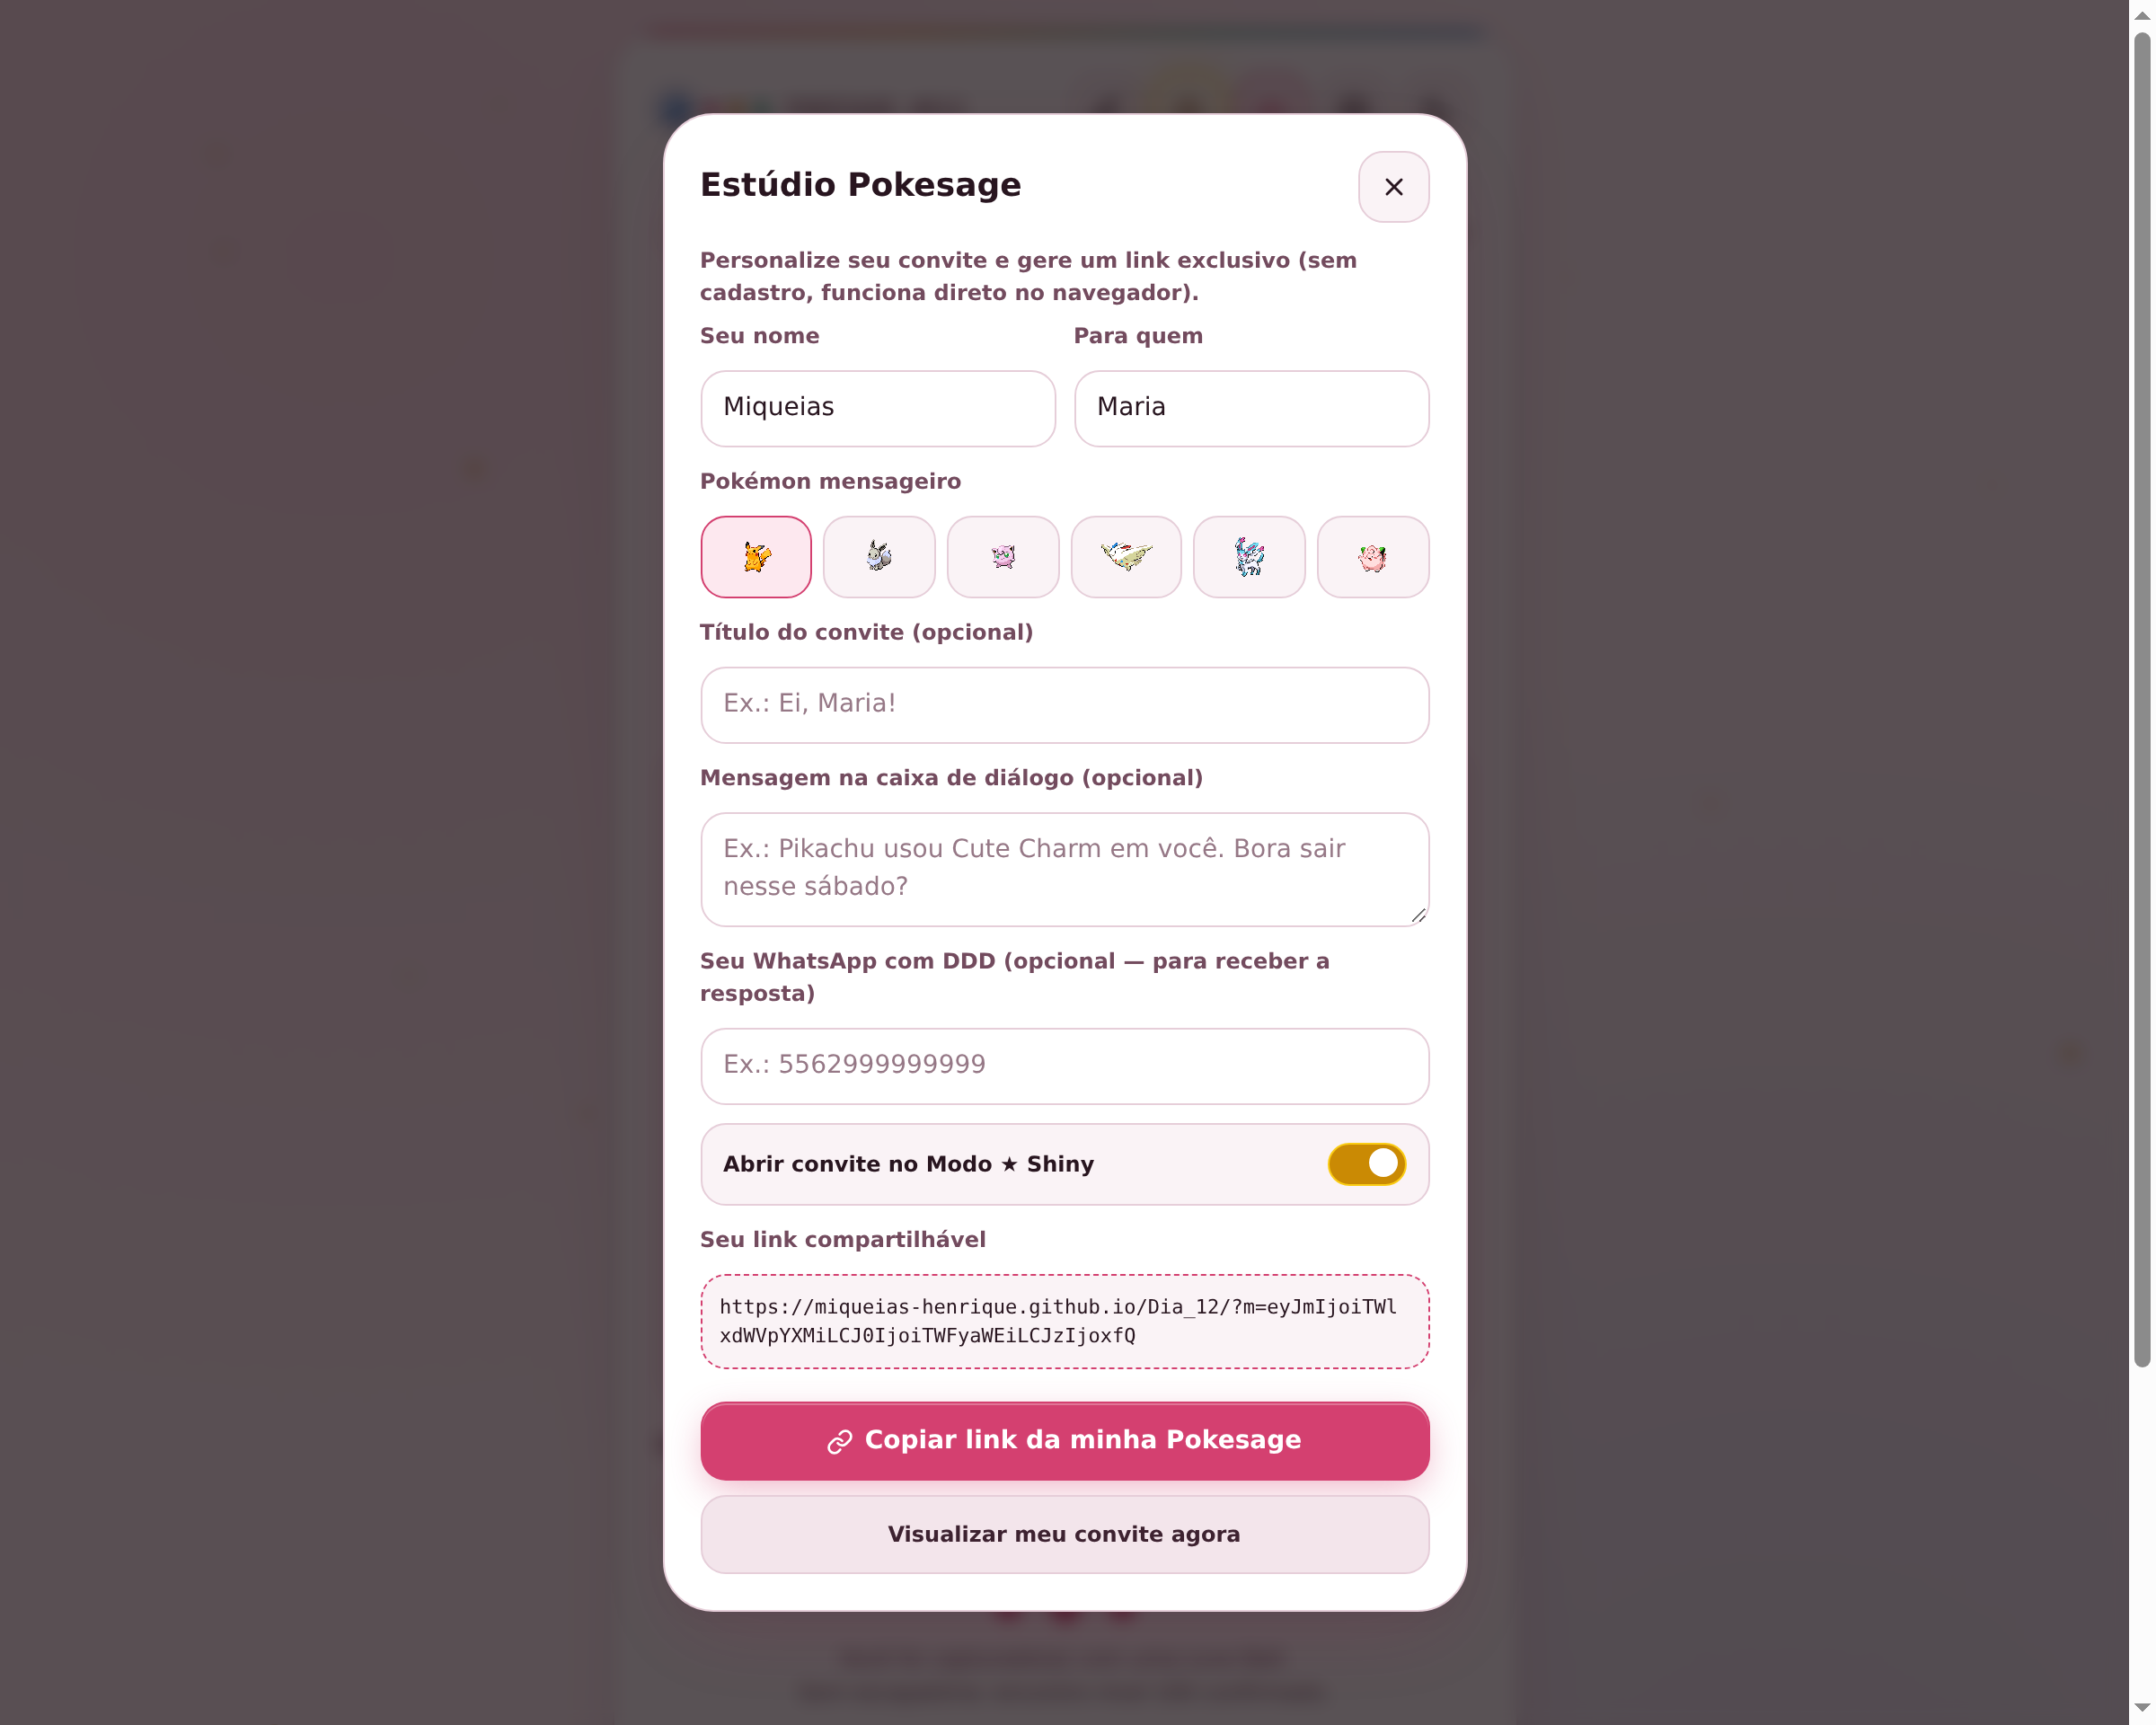 Estúdio Pokesage
Personalize seu convite e gere um link exclusivo (sem
cadastro, funciona direto no navegador).
Seu nome
Para quem
Miqueias
Maria
Pokémon mensageiro
Título do convite (opcional)
Ex.: Ei, Maria!
Mensagem na caixa de diálogo (opcional)
Ex.: Pikachu usou Cute Charm em você. Bora sair
nesse sábado?
Seu WhatsApp com DDD (opcional — para receber a
resposta)
Ex.: 5562999999999
Abrir convite no Modo ★ Shiny
Seu link compartilhável
https://miqueias-henrique.github.io/Dia_12/?m=eyJmIjoiTWl
xdWVpYXMiLCJ0IjoiTWFyaWEiLCJzIjoxfQ
Copiar link da minha Pokesage
Visualizar meu convite agora